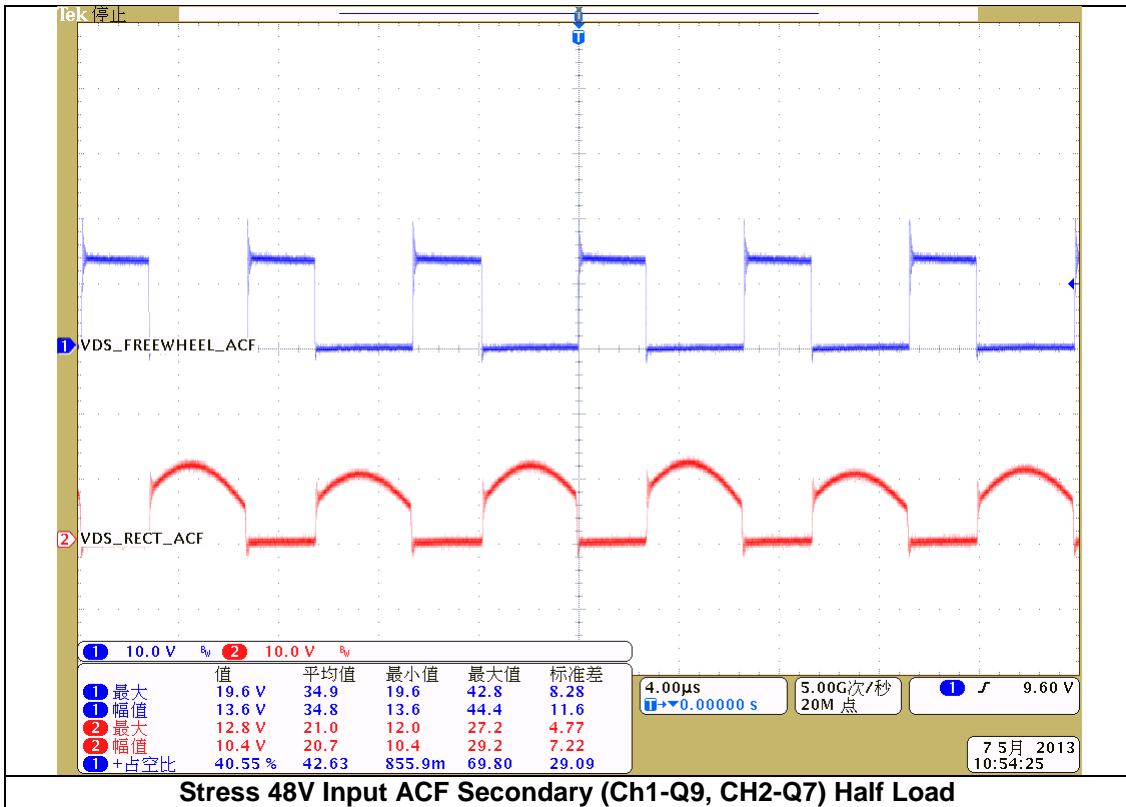 Tek 停止
T
T
1 VDS_FREEWHEEL_ACF
2 VDS_RECT_ACF
1 10.0 V BW 2 10.0 V BW
值 平均值 最小值 最大值 标准差
1 最大 19.6 V 34.9 19.6 42.8 8.28
1 幅值 13.6 V 34.8 13.6 44.4 11.6
2 最大 12.8 V 21.0 12.0 27.2 4.77
2 幅值 10.4 V 20.7 10.4 29.2 7.22
1 +占空比 40.55 % 42.63 855.9m 69.80 29.09
4.00μs
T→▼0.00000 s
5.00G次/秒
20M 点
1 ∫ 9.60 V
7 5月 2013
10:54:25
Stress 48V Input ACF Secondary (Ch1-Q9, CH2-Q7) Half Load